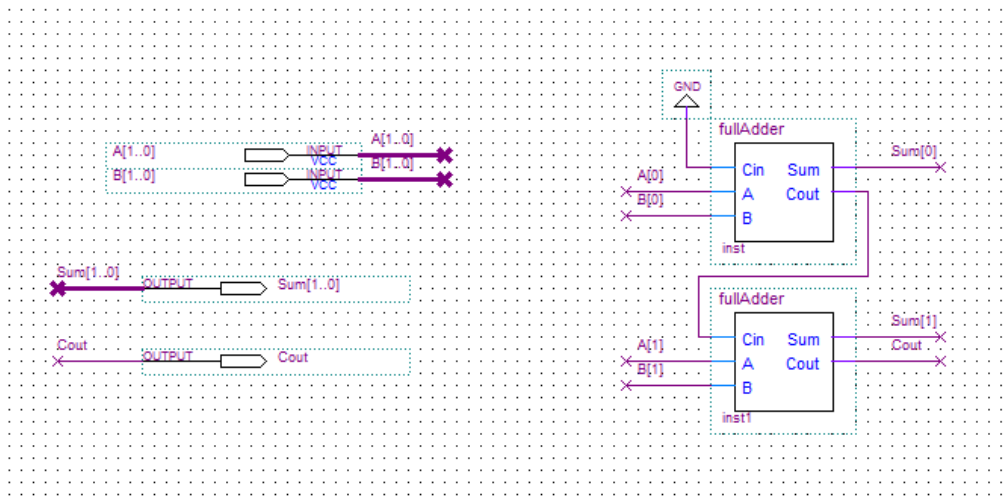 A[1..0] INPUT VCC A[1..0]
B[1..0] INPUT VCC B[1..0]
Sum[1..0] OUTPUT Sum[1..0]
Cout OUTPUT Cout
GND
fullAdder
Cin Sum Sum[0]
A[0] A Cout
B[0] B
inst
fullAdder
Cin Sum Sum[1]
A[1] A Cout Cout
B[1] B
inst1